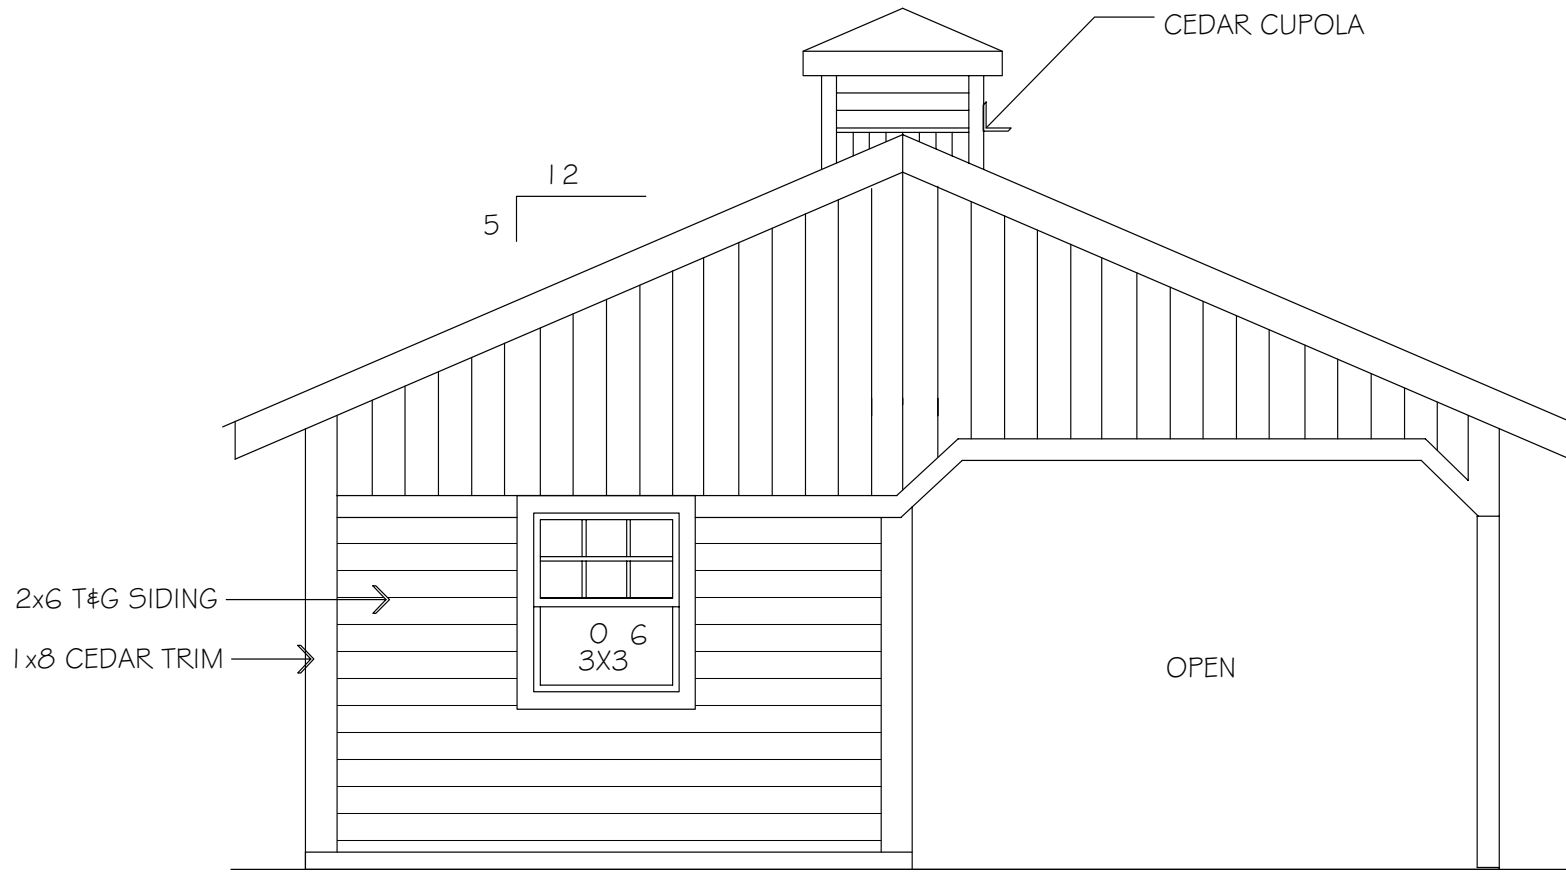 CEDAR CUPOLA
12
5
2x6 T&G SIDING
1x8 CEDAR TRIM
0 6
3X3
OPEN